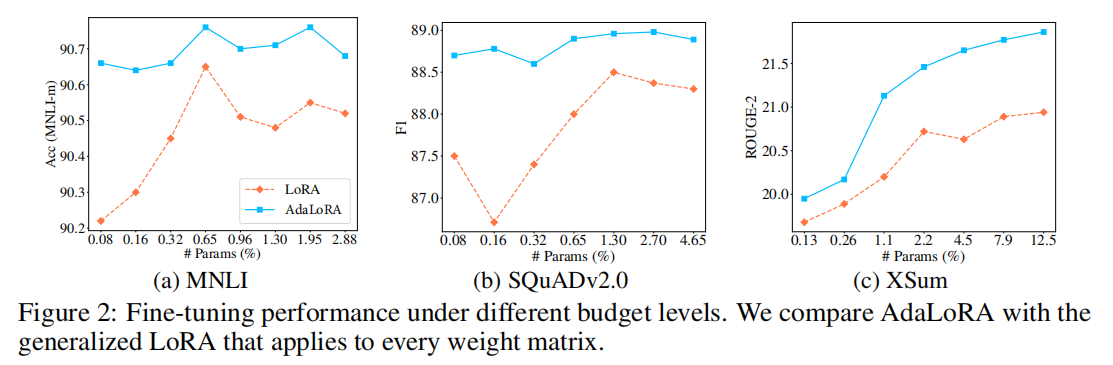 90.7
90.6
90.5
90.4
90.3
90.2
Acc (MNLI-m)
LoRA
AdaLoRA
0.08 0.16 0.32 0.65 0.96 1.30 1.95 2.88
# Params (%)
(a) MNLI
89.0
88.5
88.0
87.5
87.0
F1
0.08 0.16 0.32 0.65 1.30 2.70 4.65
# Params (%)
(b) SQuADv2.0
21.5
21.0
20.5
20.0
ROUGE-2
0.13 0.26 1.1 2.2 4.5 7.9 12.5
# Params (%)
(c) XSum
Figure 2: Fine-tuning performance under different budget levels. We compare AdaLoRA with the
generalized LoRA that applies to every weight matrix.